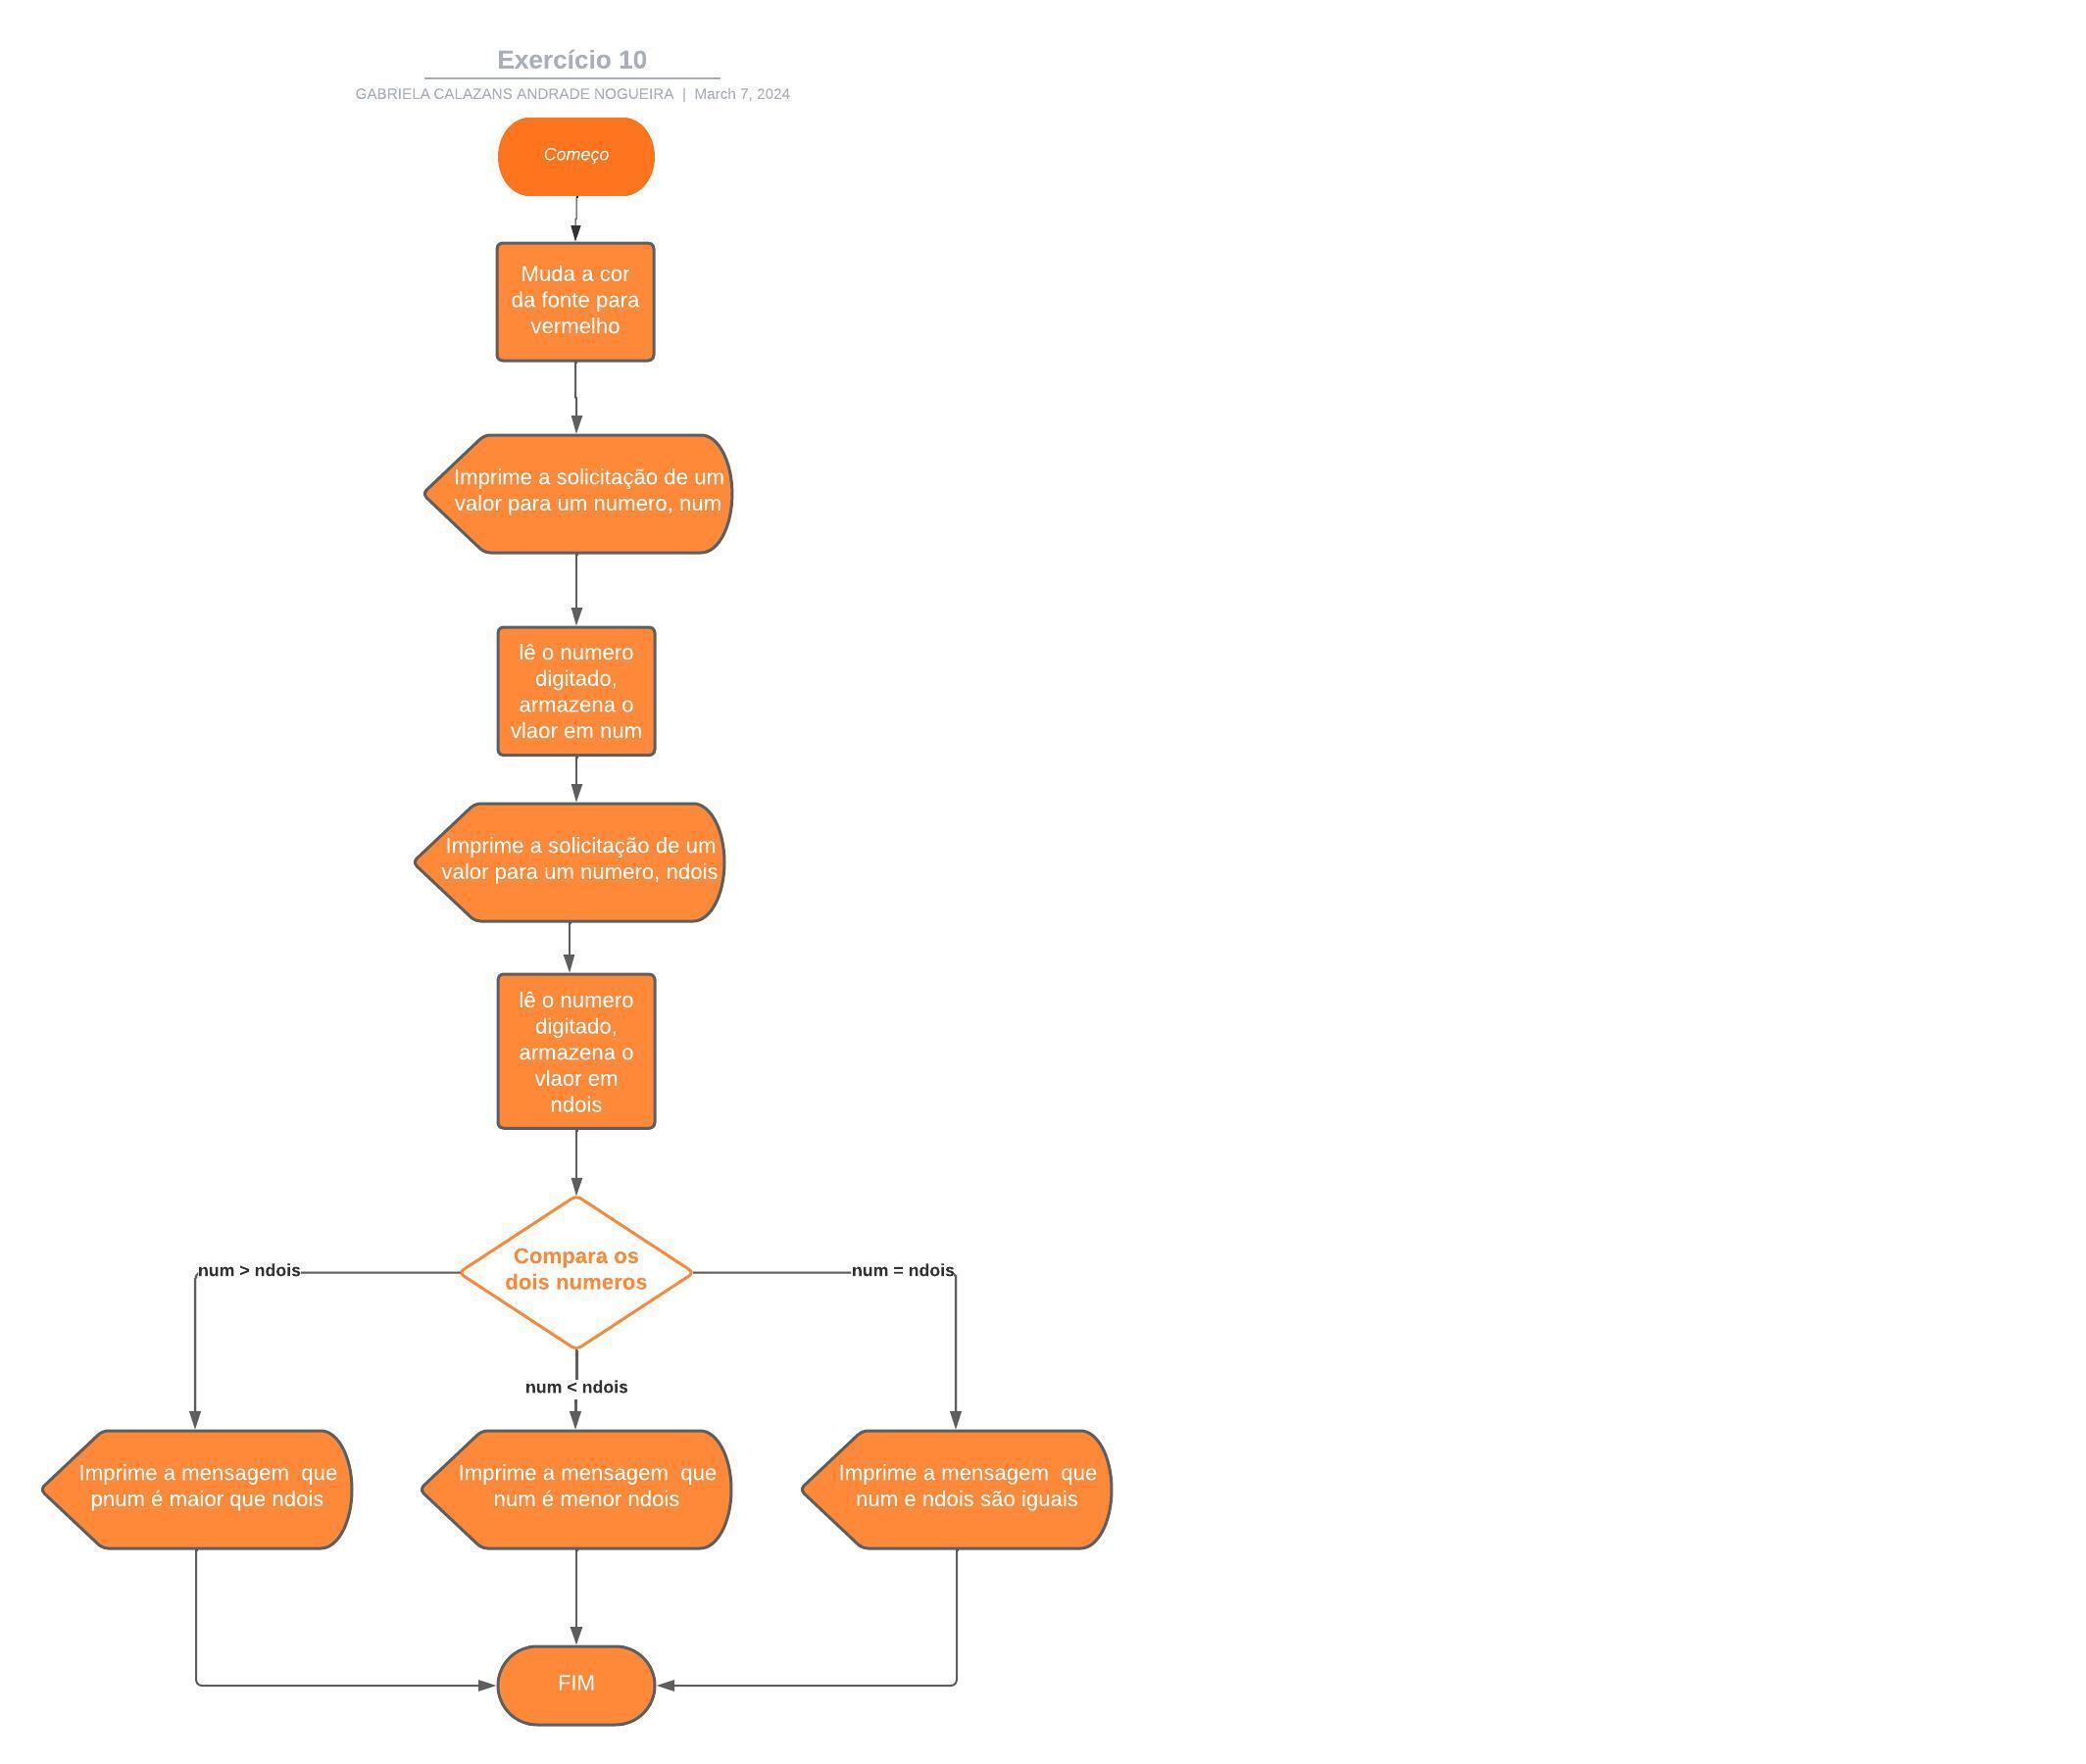 Exercício 10
GABRIELA CALAZANS ANDRADE NOGUEIRA | March 7, 2024
Começo
Muda a cor
da fonte para
vermelho
Imprime a solicitação de um
valor para um numero, num
lê o numero
digitado,
armazena o
vlaor em num
Imprime a solicitação de um
valor para um numero, ndois
lê o numero
digitado,
armazena o
vlaor em
ndois
Compara os
dois numeros
num > ndois
num = ndois
num < ndois
Imprime a mensagem  que
pnum é maior que ndois
Imprime a mensagem  que
num é menor ndois
Imprime a mensagem  que
num e ndois são iguais
FIM